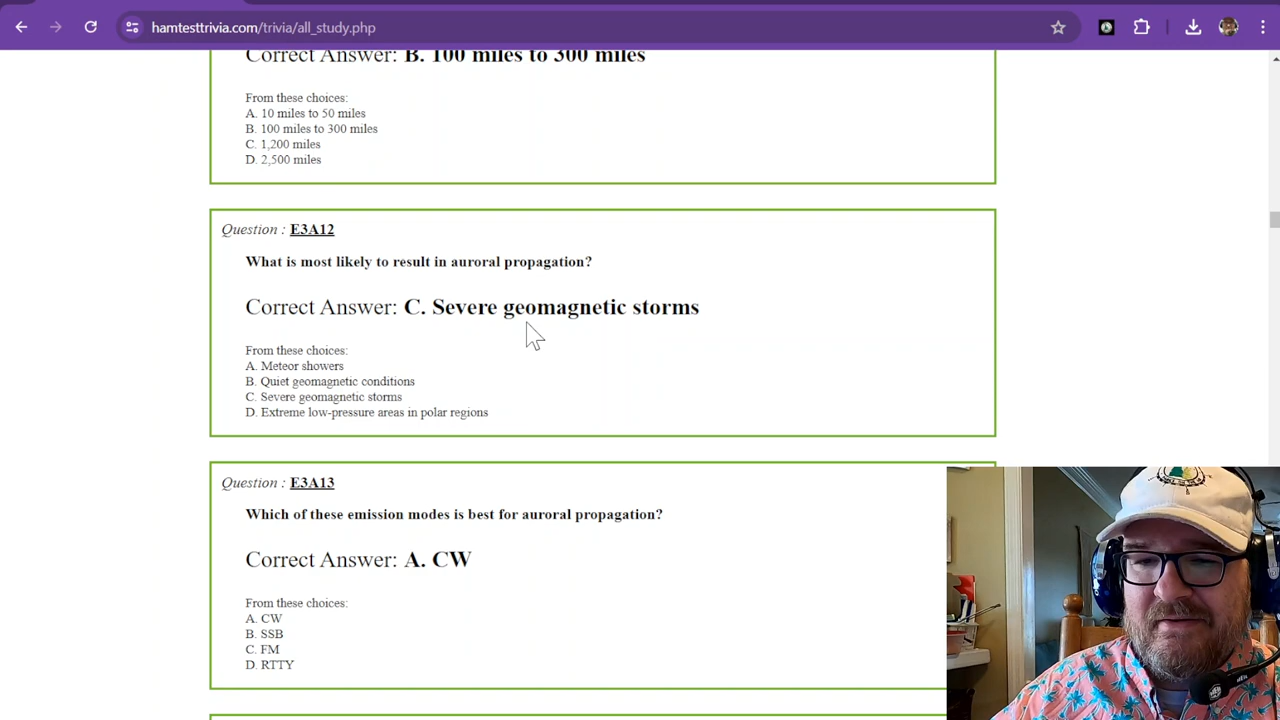 hamtesttrivia.com/trivia/all_study.php
Correct Answer: B. 100 miles to 300 miles
From these choices:
A. 10 miles to 50 miles
B. 100 miles to 300 miles
C. 1,200 miles
D. 2,500 miles
Question : E3A12
What is most likely to result in auroral propagation?
Correct Answer: C. Severe geomagnetic storms
From these choices:
A. Meteor showers
B. Quiet geomagnetic conditions
C. Severe geomagnetic storms
D. Extreme low-pressure areas in polar regions
Question : E3A13
Which of these emission modes is best for auroral propagation?
Correct Answer: A. CW
From these choices:
A. CW
B. SSB
C. FM
D. RTTY